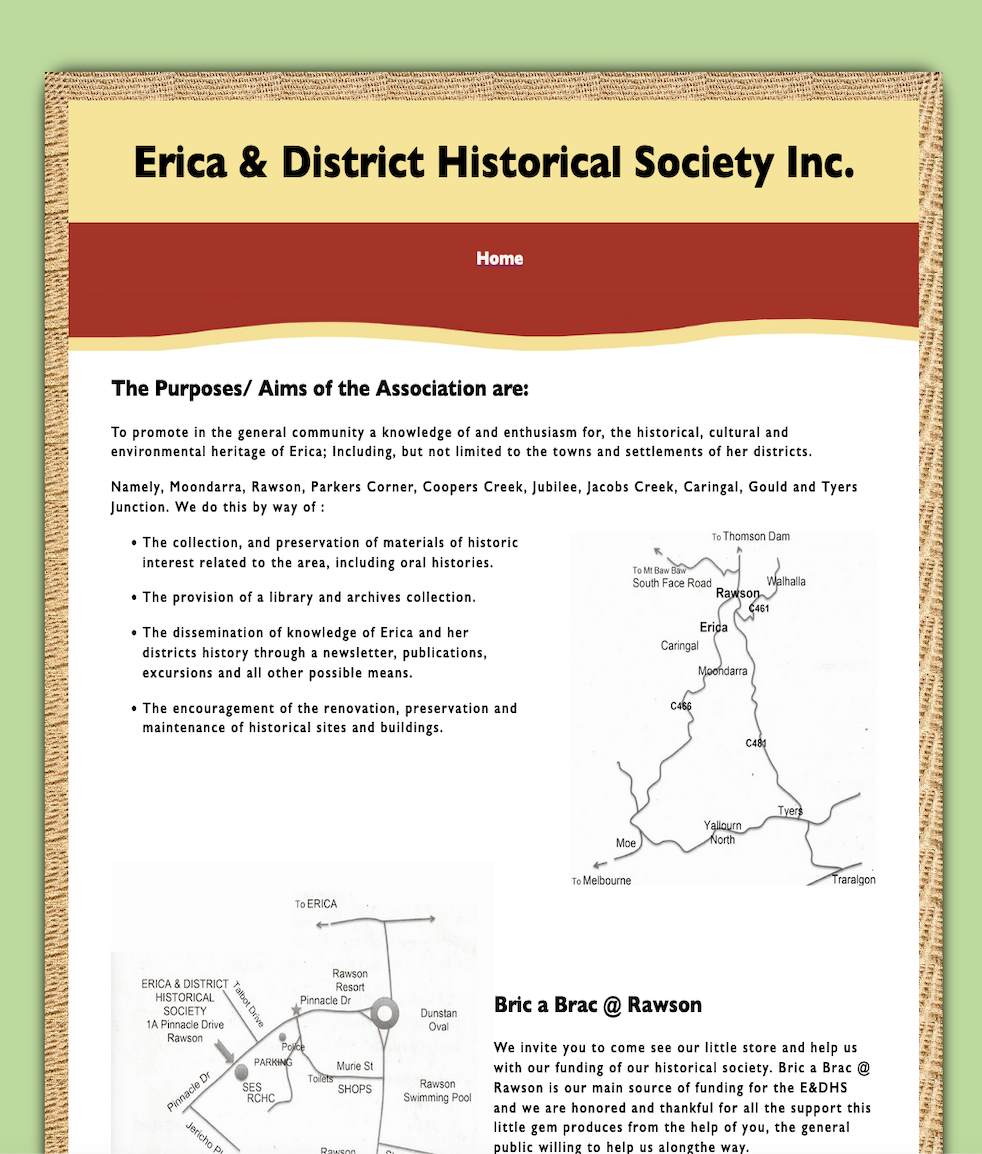 Erica & District Historical Society Inc.
Home
The Purposes/ Aims of the Association are:
To promote in the general community a knowledge of and enthusiasm for, the historical, cultural and
environmental heritage of Erica; Including, but not limited to the towns and settlements of her districts.
Namely, Moondarra, Rawson, Parkers Corner, Coopers Creek, Jubilee, Jacobs Creek, Caringal, Gould and Tyers
Junction. We do this by way of :
• The collection, and preservation of materials of historic
interest related to the area, including oral histories.
• The provision of a library and archives collection.
• The dissemination of knowledge of Erica and her
districts history through a newsletter, publications,
excursions and all other possible means.
• The encouragement of the renovation, preservation and
maintenance of historical sites and buildings.
To Thomson Dam
To Mt Baw Baw
South Face Road
Walhalla
Rawson
C461
Erica
Caringal
Moondarra
C466
C481
Tyers
Yallourn
North
Moe
To Melbourne
Traralgon
To ERICA
Rawson
Resort
ERICA & DISTRICT
HISTORICAL
SOCIETY
1A Pinnacle Drive
Rawson
Talbot Drive
Pinnacle Dr
Dunstan
Oval
Police
PARKING
Murie St
Toilets
SHOPS
SES
RCHC
Rawson
Swimming Pool
Pinnacle Dr
Rawson
Bric a Brac @ Rawson
We invite you to come see our little store and help us
with our funding of our historical society. Bric a Brac @
Rawson is our main source of funding for the E&DHS
and we are honored and thankful for all the support this
little gem produces from the help of you, the general
public willing to help us alongthe way.